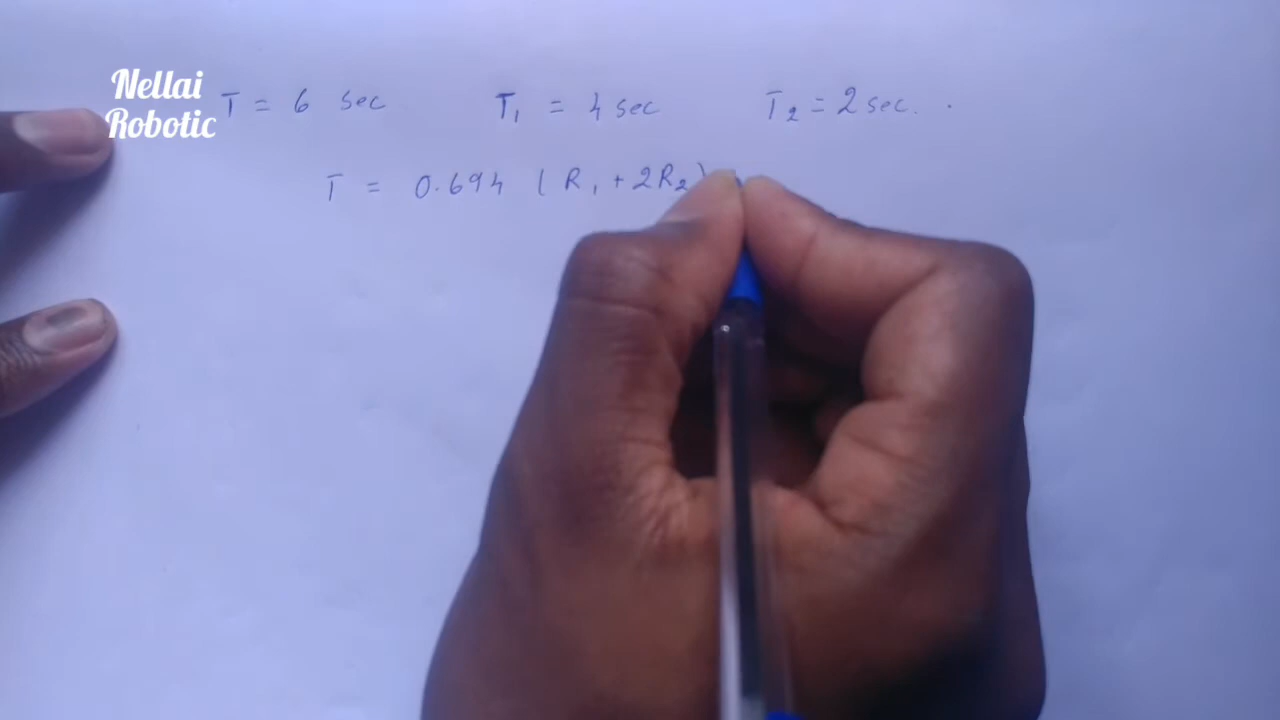 Nellai
Robotic
T = 6 sec T₁ = 4 sec T₂ = 2 sec.
T = 0.694 ( R₁ + 2R₂ )